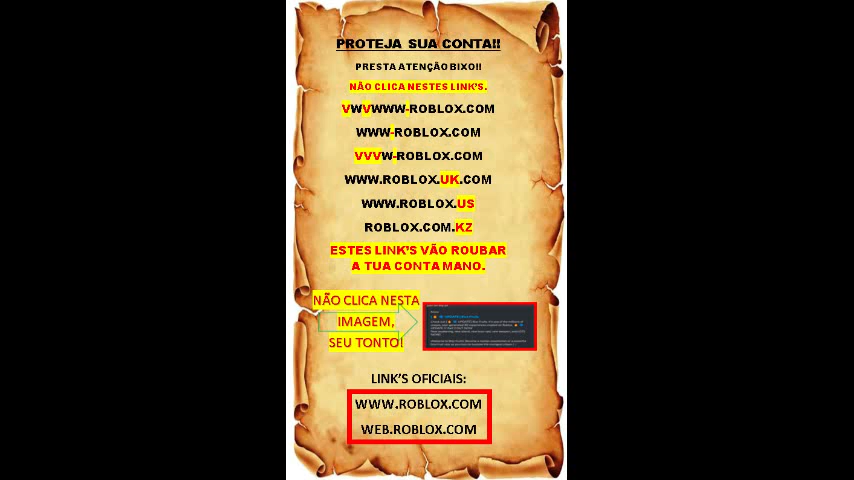 PROTEJA SUA CONTA!!
PRESTA ATENÇÃO BIXO!!
NÃO CLICA NESTES LINK'S.
VWVWWW-ROBLOX.COM
WWW-ROBLOX.COM
VVVW-ROBLOX.COM
WWW.ROBLOX.UK.COM
WWW.ROBLOX.US
ROBLOX.COM.KZ
ESTES LINK'S VÃO ROUBAR
A TUA CONTA MANO.
NÃO CLICA NESTA
IMAGEM,
SEU TONTO!
LINK'S OFICIAIS:
WWW.ROBLOX.COM
WEB.ROBLOX.COM